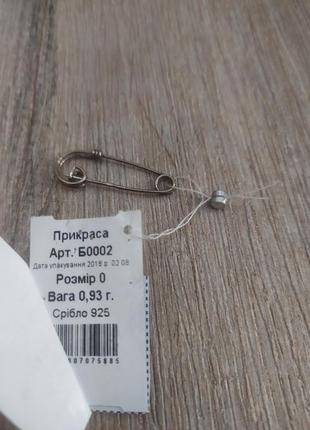 Прикраса
Арт. Б0002
Дата упакування 2018 р. 02 08
Розмір 0
Вага 0,93 г.
Срібло 925